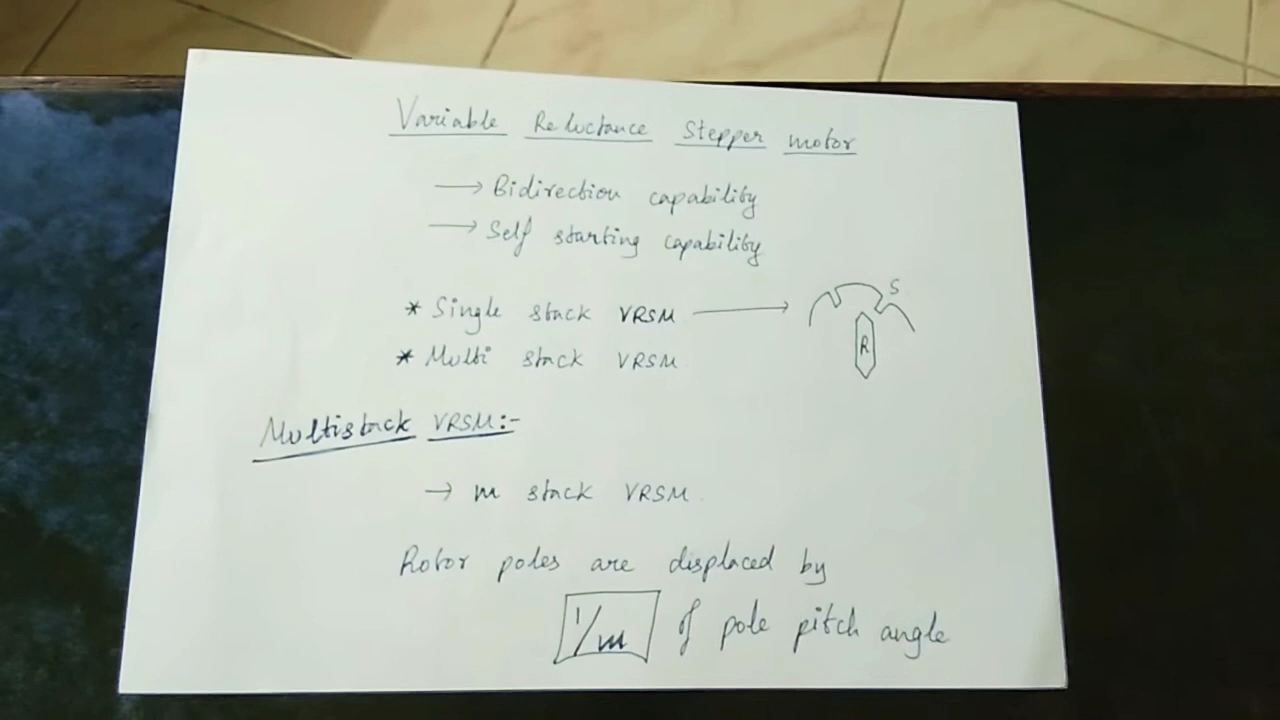 Variable Reluctance Stepper motor
→ Bidirection capability
→ Self starting capability
* Single stack VRSM → S
R
* Multi stack VRSM
Multistack VRSM:-
→ m stack VRSM
Rotor poles are displaced by
1/m of pole pitch angle